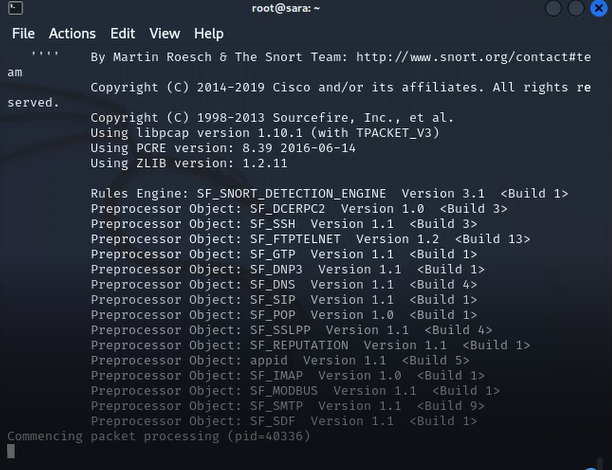 root@sara: ~
File Actions Edit View Help
'''' By Martin Roesch & The Snort Team: http://www.snort.org/contact#te
am
Copyright (C) 2014-2019 Cisco and/or its affiliates. All rights re
served.
Copyright (C) 1998-2013 Sourcefire, Inc., et al.
Using libpcap version 1.10.1 (with TPACKET_V3)
Using PCRE version: 8.39 2016-06-14
Using ZLIB version: 1.2.11
Rules Engine: SF_SNORT_DETECTION_ENGINE Version 3.1 <Build 1>
Preprocessor Object: SF_DCERPC2 Version 1.0 <Build 3>
Preprocessor Object: SF_SSH Version 1.1 <Build 3>
Preprocessor Object: SF_FTPTELNET Version 1.2 <Build 13>
Preprocessor Object: SF_GTP Version 1.1 <Build 1>
Preprocessor Object: SF_DNP3 Version 1.1 <Build 1>
Preprocessor Object: SF_DNS Version 1.1 <Build 4>
Preprocessor Object: SF_SIP Version 1.1 <Build 1>
Preprocessor Object: SF_POP Version 1.0 <Build 1>
Preprocessor Object: SF_SSLPP Version 1.1 <Build 4>
Preprocessor Object: SF_REPUTATION Version 1.1 <Build 1>
Preprocessor Object: appid Version 1.1 <Build 5>
Preprocessor Object: SF_IMAP Version 1.0 <Build 1>
Preprocessor Object: SF_MODBUS Version 1.1 <Build 1>
Preprocessor Object: SF_SMTP Version 1.1 <Build 9>
Preprocessor Object: SF_SDF Version 1.1 <Build 1>
Commencing packet processing (pid=40336)